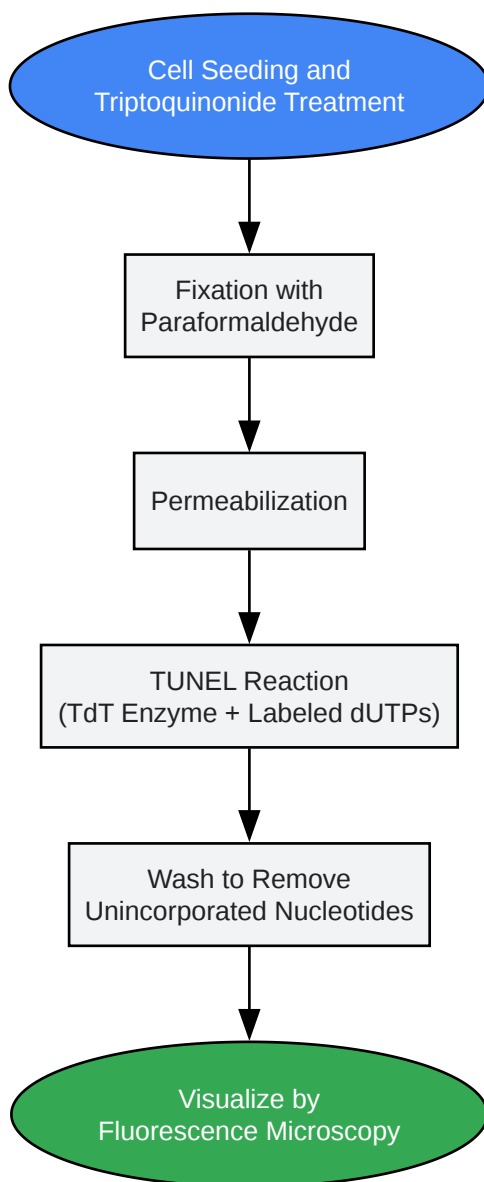 Cell Seeding and
Triptoquinonide Treatment
Fixation with
Paraformaldehyde
Permeabilization
TUNEL Reaction
(TdT Enzyme + Labeled dUTPs)
Wash to Remove
Unincorporated Nucleotides
Visualize by
Fluorescence Microscopy